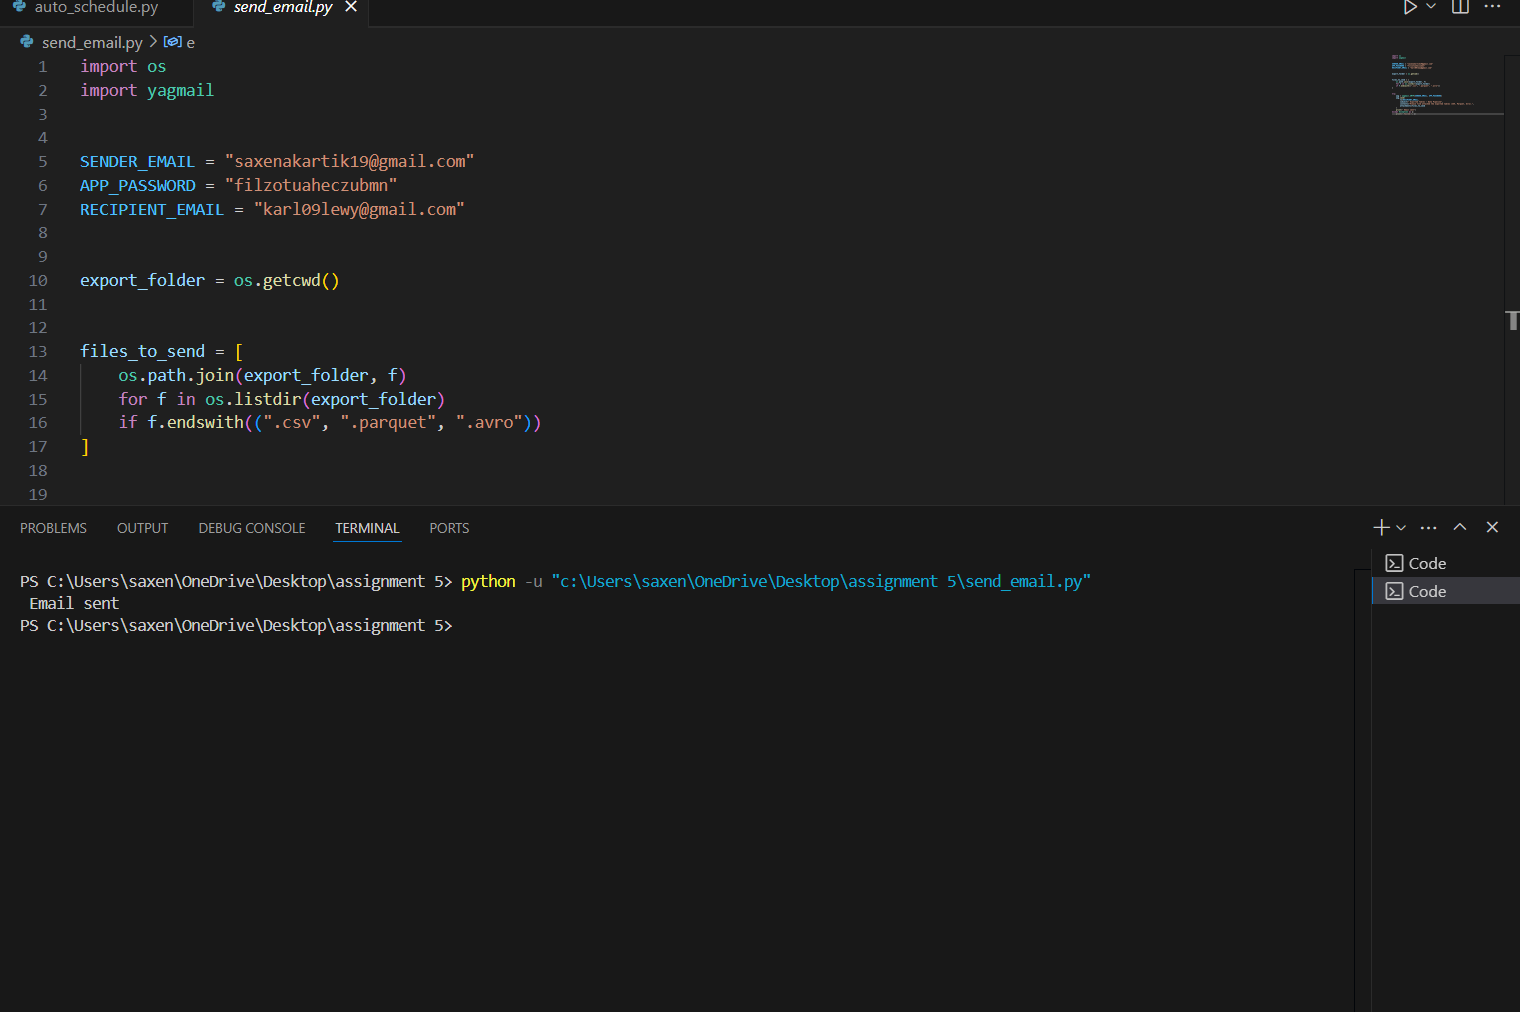 auto_schedule.py send_email.py
send_email.py e
1 import os
2 import yagmail
3
4
5 SENDER_EMAIL = "saxenakartik19@gmail.com"
6 APP_PASSWORD = "filzotuaheczubmn"
7 RECIPIENT_EMAIL = "karl09lewy@gmail.com"
8
9
10 export_folder = os.getcwd()
11
12
13 files_to_send = [
14 os.path.join(export_folder, f)
15 for f in os.listdir(export_folder)
16 if f.endswith((".csv", ".parquet", ".avro"))
17 ]
18
19
PROBLEMS OUTPUT DEBUG CONSOLE TERMINAL PORTS
PS C:\Users\saxen\OneDrive\Desktop\assignment 5> python -u "c:\Users\saxen\OneDrive\Desktop\assignment 5\send_email.py"
Email sent
PS C:\Users\saxen\OneDrive\Desktop\assignment 5>
Code
Code